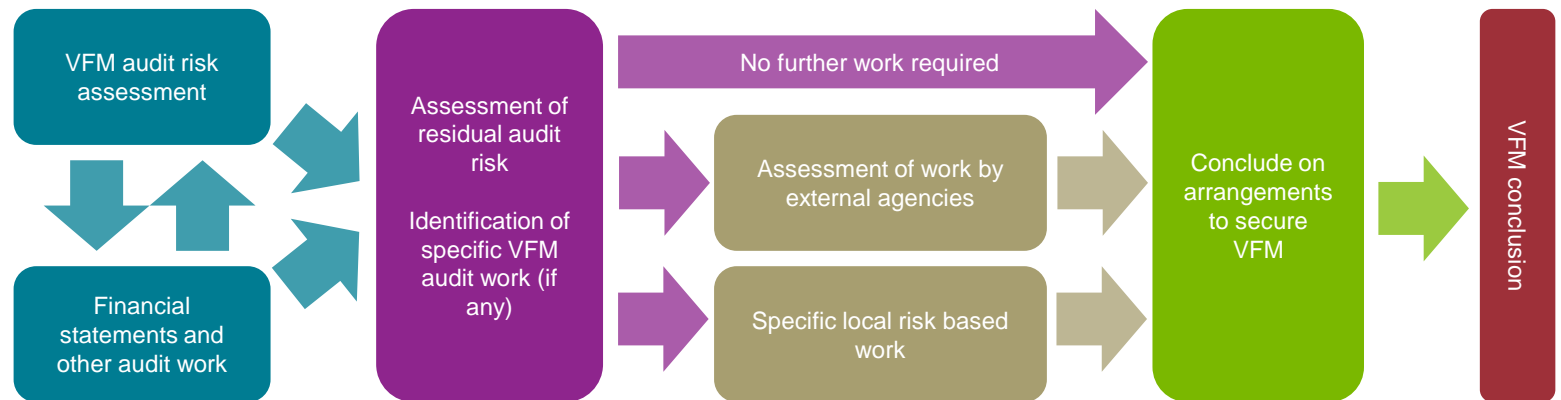 VFM audit risk
assessment
Financial
statements and
other audit work
Assessment of
residual audit
risk
Identification of
specific VFM
audit work (if
any)
No further work required
Assessment of work by
external agencies
Specific local risk based
work
Conclude on
arrangements
to secure
VFM
VFM conclusion